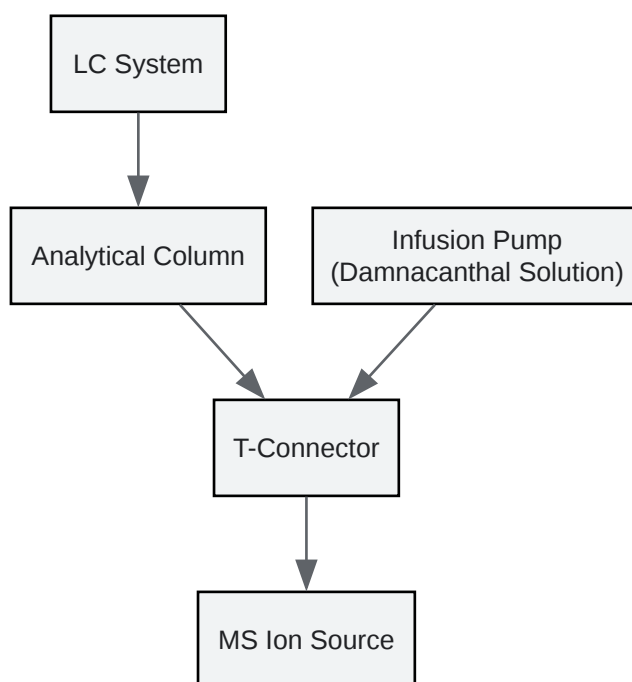 LC System
Analytical Column
Infusion Pump
(Damnacanthal Solution)
T-Connector
MS Ion Source